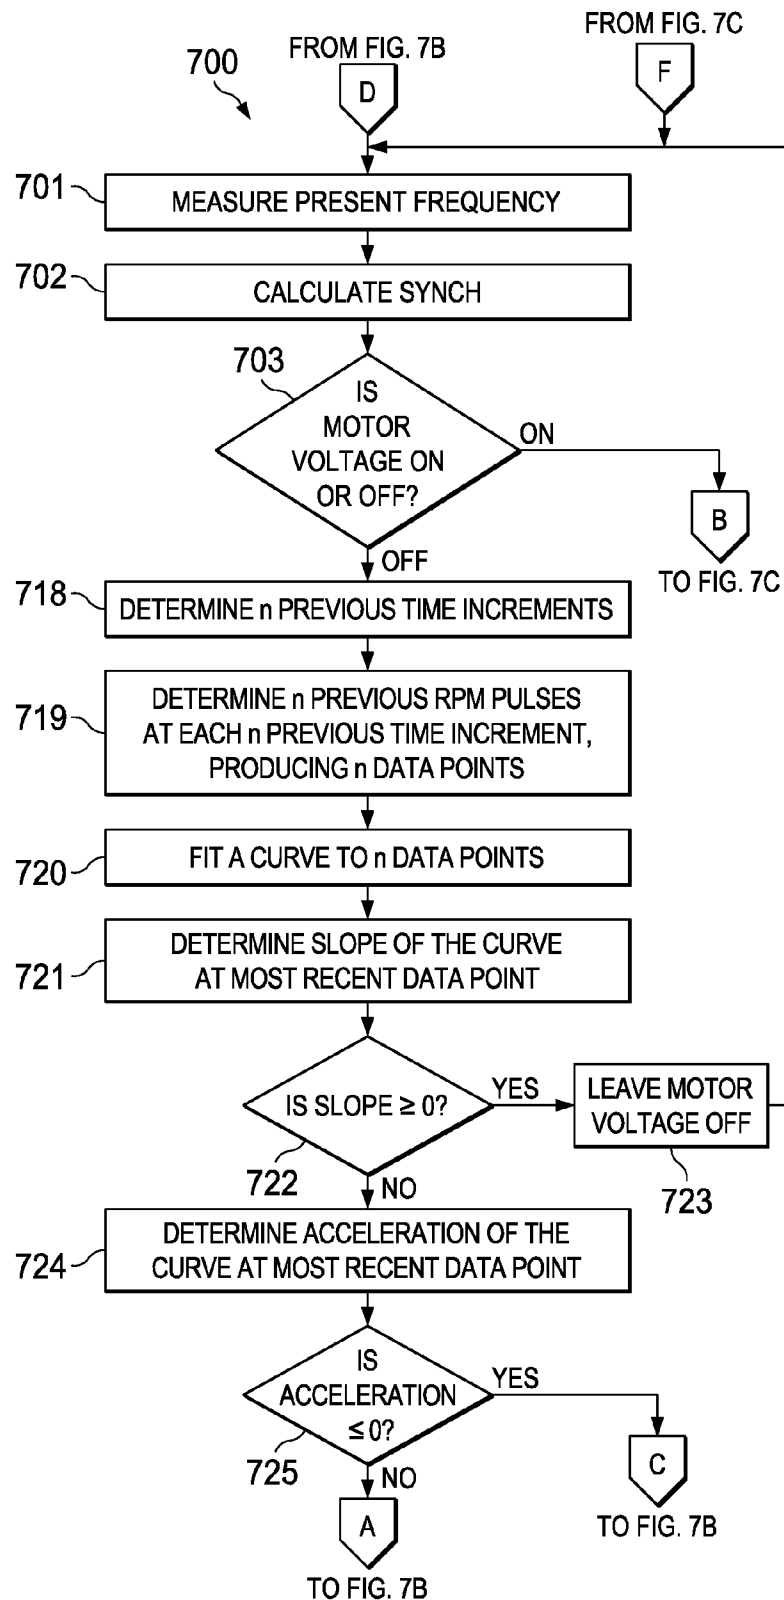 FROM FIG. 7B
FROM FIG. 7C
700
D
F
701
MEASURE PRESENT FREQUENCY
702
CALCULATE SYNCH
703
IS
MOTOR
VOLTAGE ON
OR OFF?
ON
B
TO FIG. 7C
OFF
718
DETERMINE n PREVIOUS TIME INCREMENTS
719
DETERMINE n PREVIOUS RPM PULSES
AT EACH n PREVIOUS TIME INCREMENT,
PRODUCING n DATA POINTS
720
FIT A CURVE TO n DATA POINTS
721
DETERMINE SLOPE OF THE CURVE
AT MOST RECENT DATA POINT
IS SLOPE ≥ 0?
722
YES
LEAVE MOTOR
VOLTAGE OFF
723
NO
724
DETERMINE ACCELERATION OF THE
CURVE AT MOST RECENT DATA POINT
IS
ACCELERATION
≤ 0?
725
YES
C
TO FIG. 7B
NO
A
TO FIG. 7B